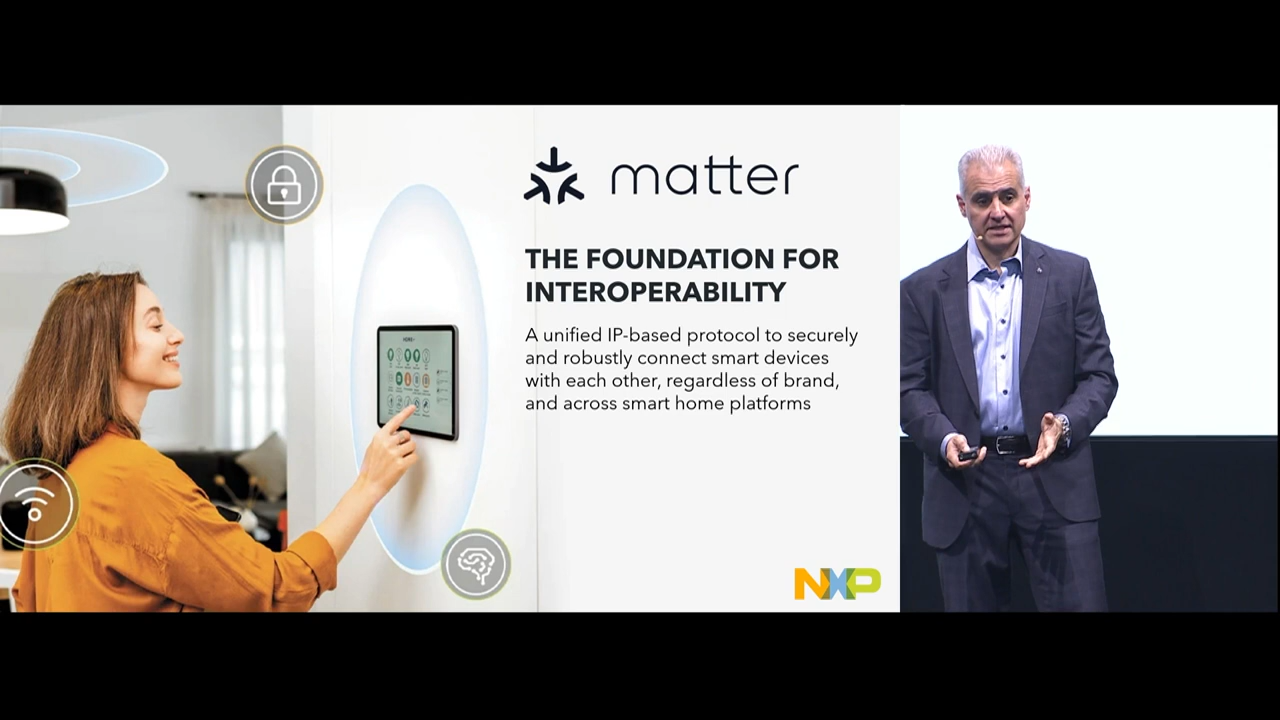 matter
THE FOUNDATION FOR
INTEROPERABILITY
A unified IP-based protocol to securely
and robustly connect smart devices
with each other, regardless of brand,
and across smart home platforms
NXP